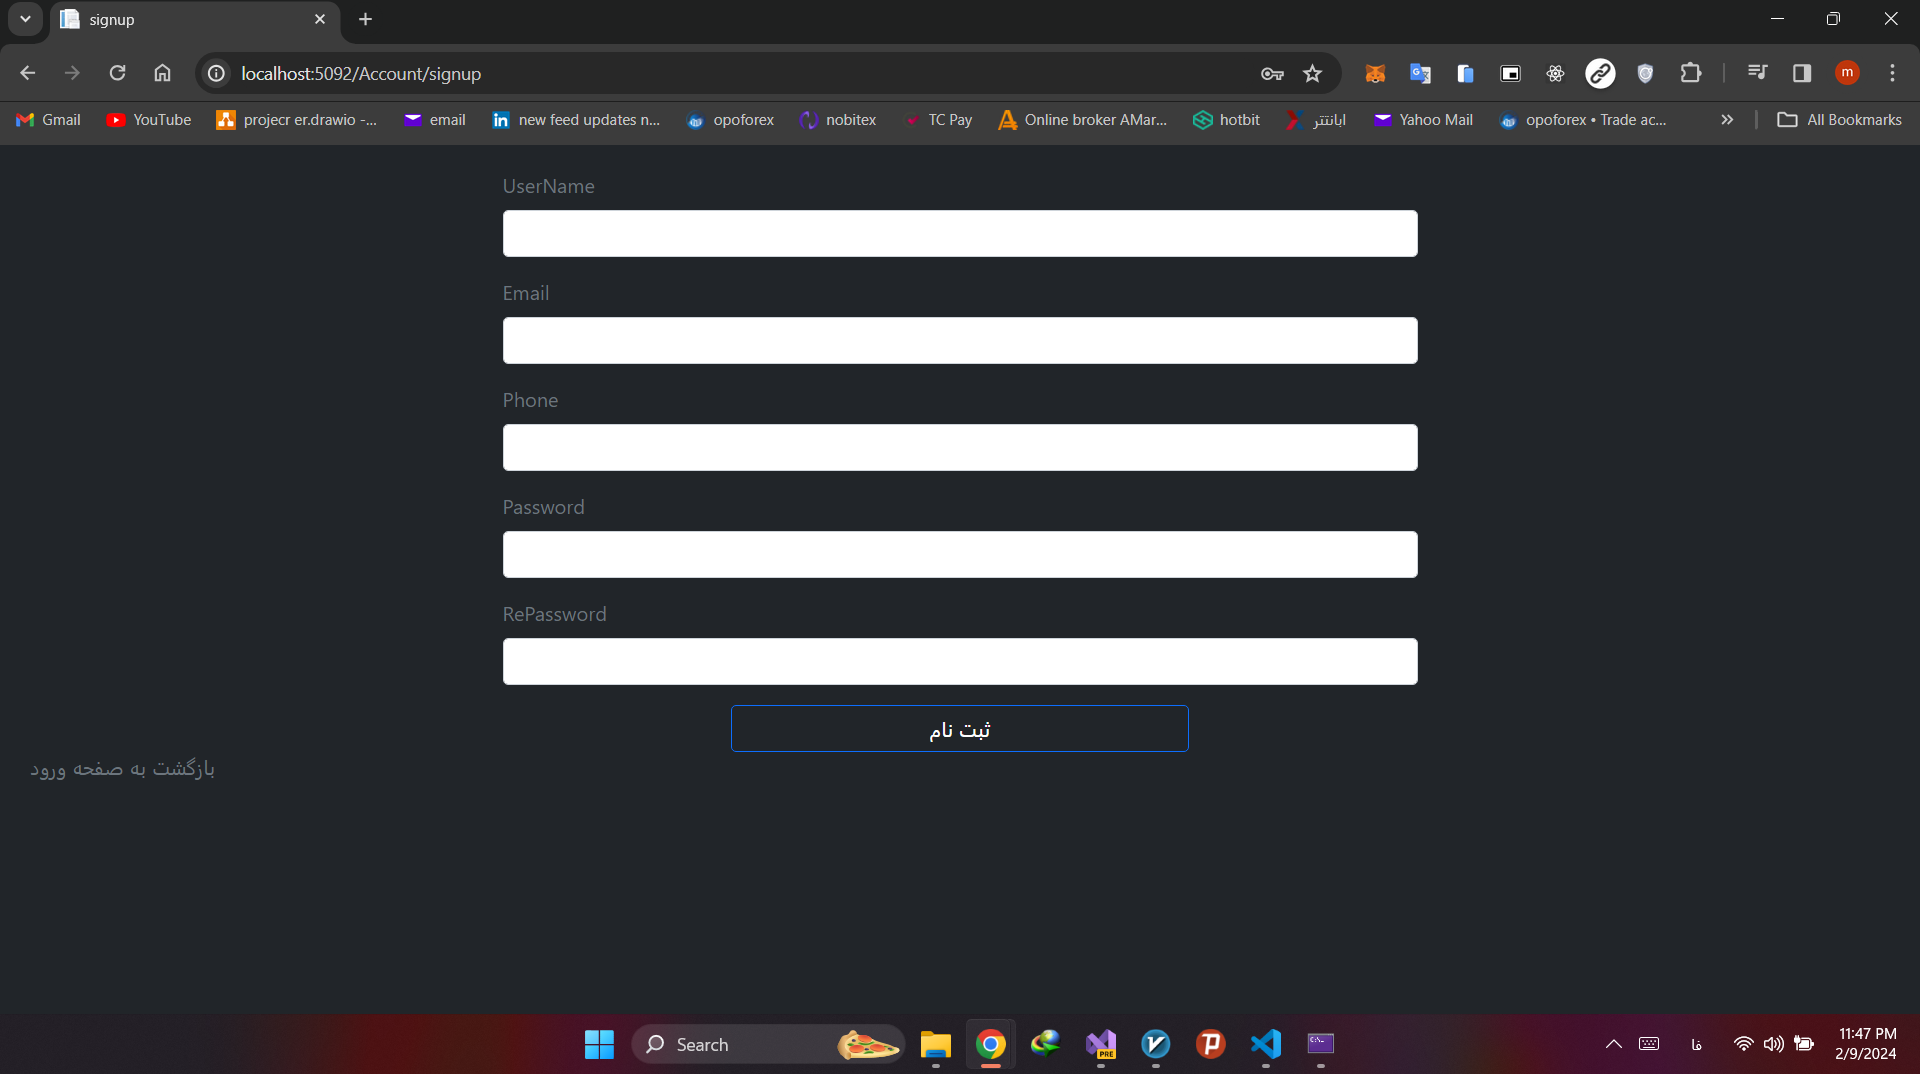 signup
localhost:5092/Account/signup
Gmail YouTube projecr er.drawio -... email new feed updates n... opoforex nobitex TC Pay Online broker AMar... hotbit ابانتتر Yahoo Mail opoforex • Trade ac... All Bookmarks
UserName
Email
Phone
Password
RePassword
ثبت نام
بازگشت به صفحه ورود
Search
فا
11:47 PM
2/9/2024
m
PRE